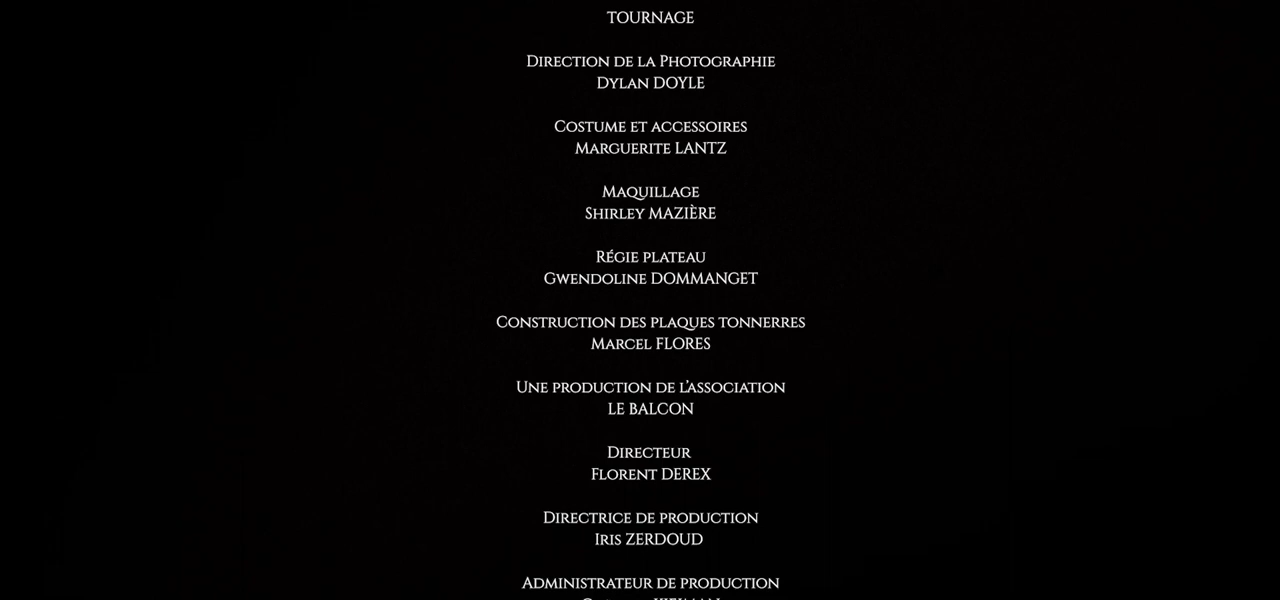 TOURNAGE
Direction de la Photographie
Dylan DOYLE
Costume et accessoires
Marguerite LANTZ
Maquillage
Shirley MAZIÈRE
Régie plateau
Gwendoline DOMMANGET
Construction des plaques tonnerres
Marcel FLORES
Une production de l'association
LE BALCON
Directeur
Florent DEREX
Directrice de production
Iris ZERDOUD
Administrateur de production